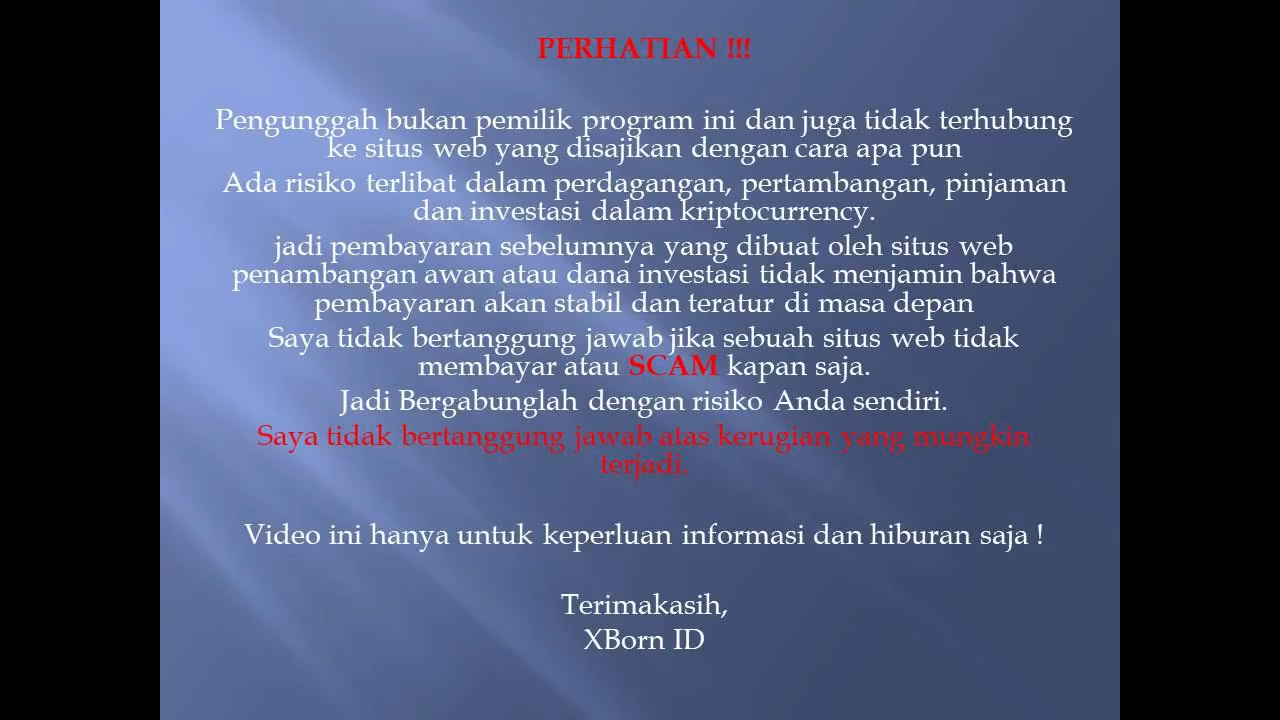 PERHATIAN !!!
Pengunggah bukan pemilik program ini dan juga tidak terhubung
ke situs web yang disajikan dengan cara apa pun
Ada risiko terlibat dalam perdagangan, pertambangan, pinjaman
dan investasi dalam kriptocurrency.
jadi pembayaran sebelumnya yang dibuat oleh situs web
penambangan awan atau dana investasi tidak menjamin bahwa
pembayaran akan stabil dan teratur di masa depan
Saya tidak bertanggung jawab jika sebuah situs web tidak
membayar atau SCAM kapan saja.
Jadi Bergabunglah dengan risiko Anda sendiri.
Saya tidak bertanggung jawab atas kerugian yang mungkin
terjadi.
Video ini hanya untuk keperluan informasi dan hiburan saja !
Terimakasih,
XBorn ID